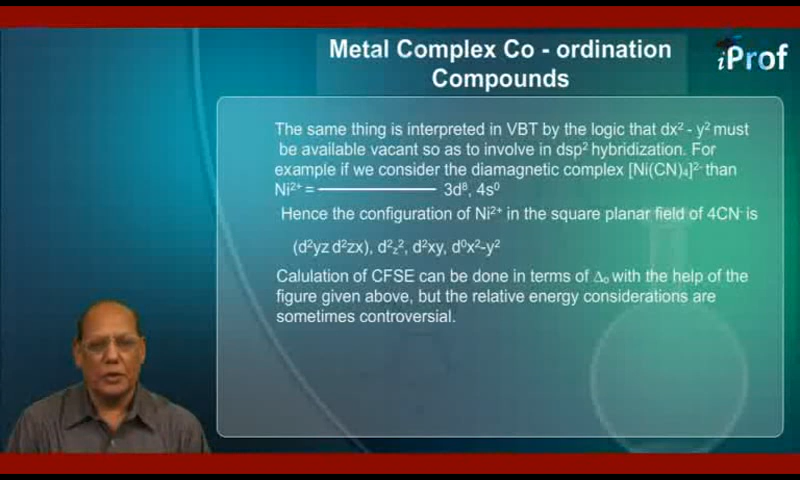 Metal Complex Co - ordination
Compounds
iProf
The same thing is interpreted in VBT by the logic that dx² - y² must
be available vacant so as to involve in dsp² hybridization. For
example if we consider the diamagnetic complex [Ni(CN)₄]²⁻ than
Ni²⁺ = ────── 3d⁸, 4s⁰
Hence the configuration of Ni²⁺ in the square planar field of 4CN⁻ is
(d²yz d²zx), d²z², d²xy, d⁰x²-y²
Calulation of CFSE can be done in terms of Δ₀ with the help of the
figure given above, but the relative energy considerations are
sometimes controversial.